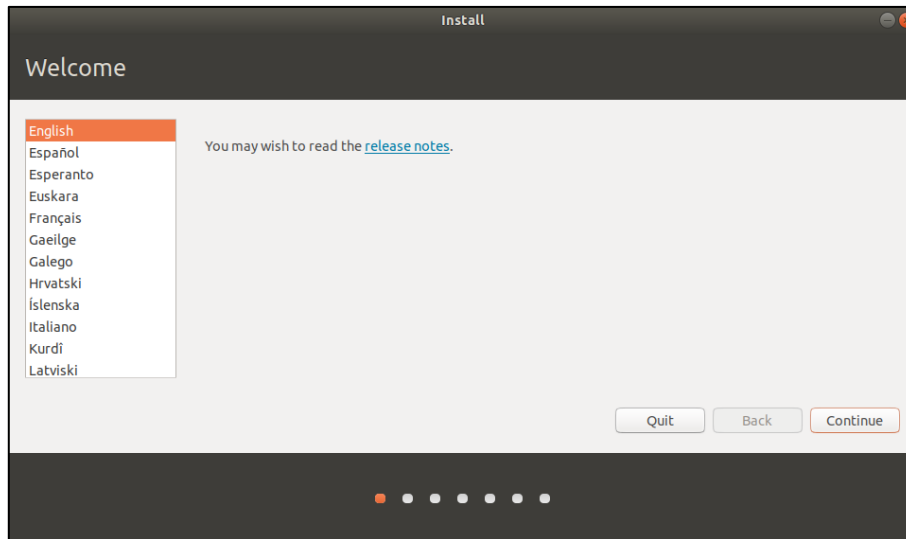 Install
Welcome
English
Español
Esperanto
Euskara
Français
Gaeilge
Galego
Hrvatski
Íslenska
Italiano
Kurdî
Latviski
You may wish to read the release notes.
Quit
Back
Continue